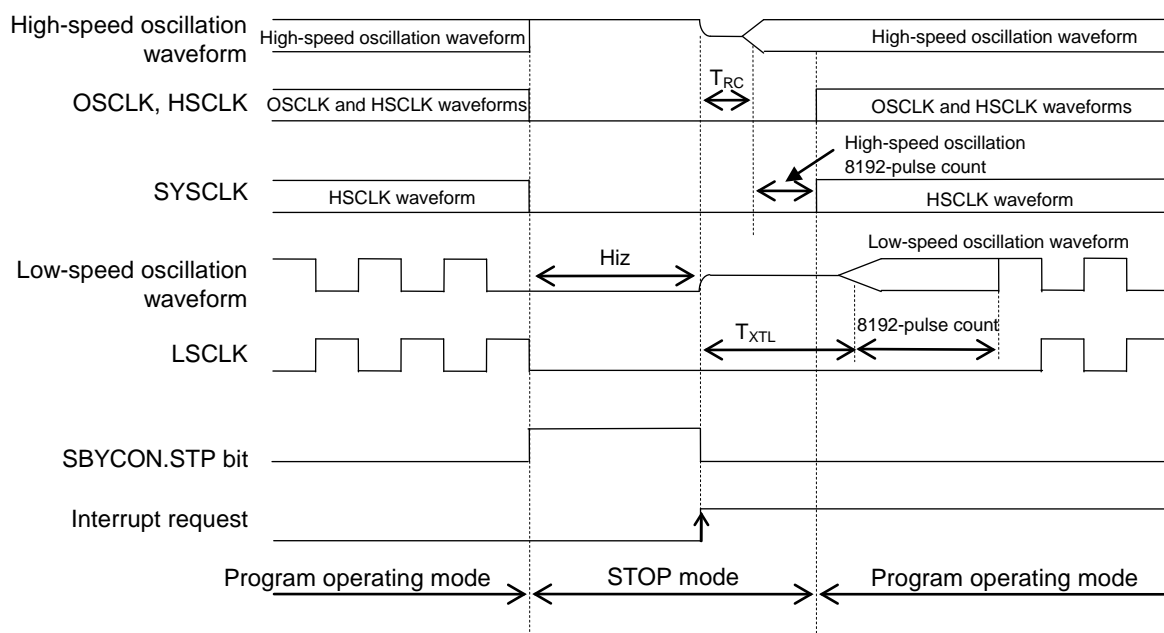 High-speed oscillation
waveform
High-speed oscillation waveform
High-speed oscillation waveform
TRC
OSCLK, HSCLK
OSCLK and HSCLK waveforms
OSCLK and HSCLK waveforms
High-speed oscillation
8192-pulse count
SYSCLK
HSCLK waveform
HSCLK waveform
Low-speed oscillation waveform
Low-speed oscillation
waveform
Hiz
8192-pulse count
TXTL
LSCLK
SBYCON.STP bit
Interrupt request
Program operating mode
STOP mode
Program operating mode